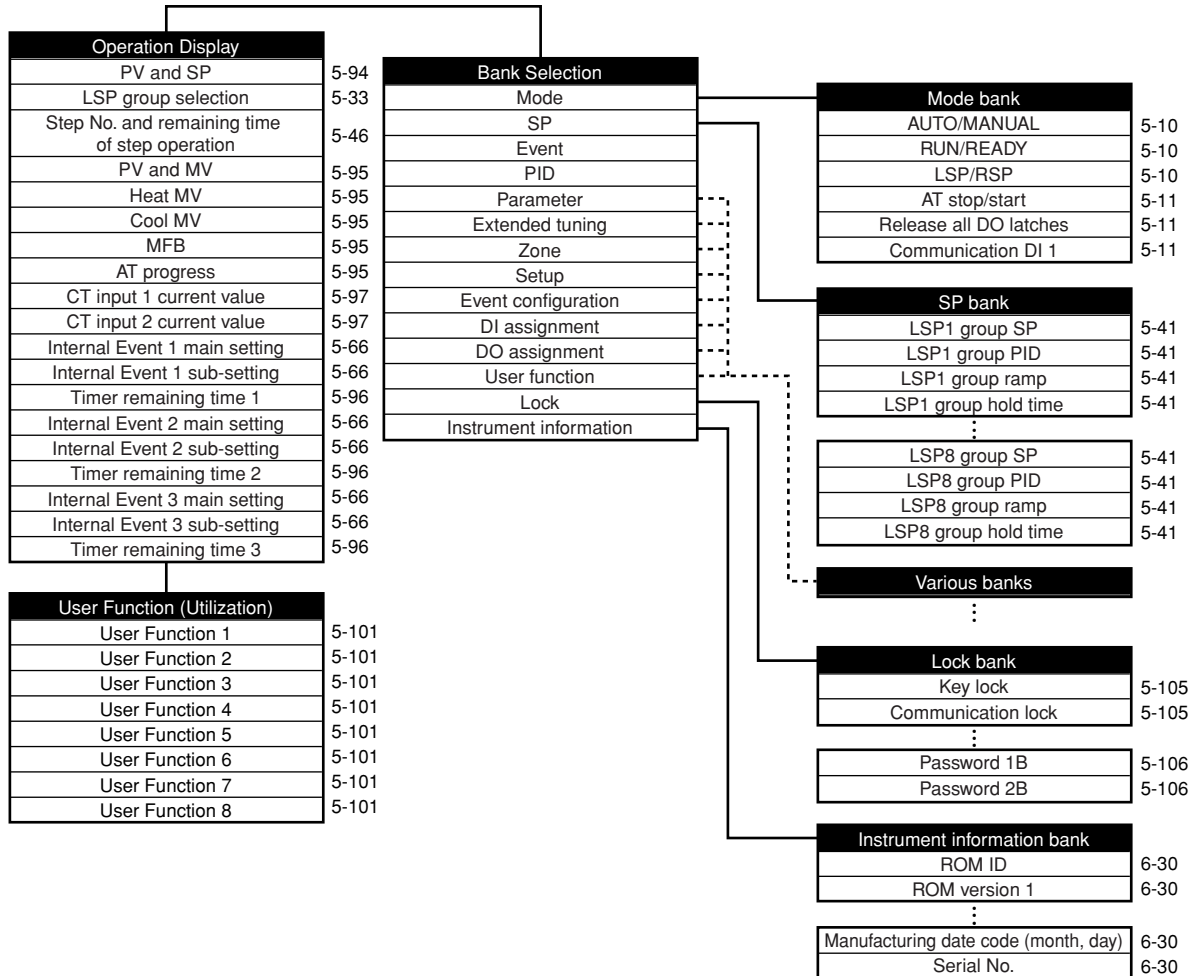 Operation Display
PV and SP 5-94
LSP group selection 5-33
Step No. and remaining time
of step operation 5-46
PV and MV 5-95
Heat MV 5-95
Cool MV 5-95
MFB 5-95
AT progress 5-95
CT input 1 current value 5-97
CT input 2 current value 5-97
Internal Event 1 main setting 5-66
Internal Event 1 sub-setting 5-66
Timer remaining time 1 5-96
Internal Event 2 main setting 5-66
Internal Event 2 sub-setting 5-66
Timer remaining time 2 5-96
Internal Event 3 main setting 5-66
Internal Event 3 sub-setting 5-66
Timer remaining time 3 5-96
User Function (Utilization)
User Function 1 5-101
User Function 2 5-101
User Function 3 5-101
User Function 4 5-101
User Function 5 5-101
User Function 6 5-101
User Function 7 5-101
User Function 8 5-101
Bank Selection
Mode
SP
Event
PID
Parameter
Extended tuning
Zone
Setup
Event configuration
DI assignment
DO assignment
User function
Lock
Instrument information
Mode bank
AUTO/MANUAL 5-10
RUN/READY 5-10
LSP/RSP 5-10
AT stop/start 5-11
Release all DO latches 5-11
Communication DI 1 5-11
SP bank
LSP1 group SP 5-41
LSP1 group PID 5-41
LSP1 group ramp 5-41
LSP1 group hold time 5-41
LSP8 group SP 5-41
LSP8 group PID 5-41
LSP8 group ramp 5-41
LSP8 group hold time 5-41
Various banks
Lock bank
Key lock 5-105
Communication lock 5-105
Password 1B 5-106
Password 2B 5-106
Instrument information bank
ROM ID 6-30
ROM version 1 6-30
Manufacturing date code (month, day) 6-30
Serial No. 6-30